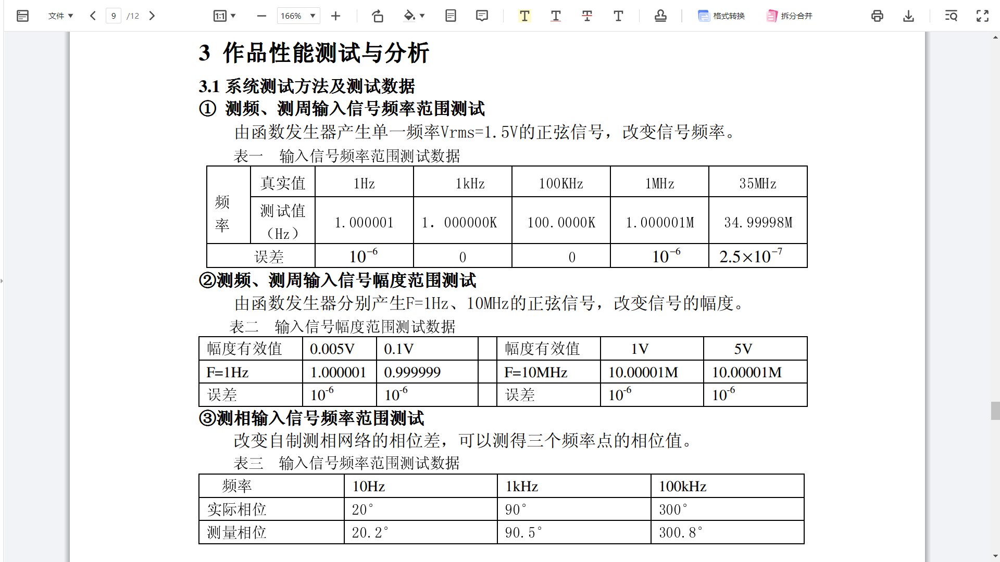 文件 9 /12 1:1 166% 格式转换 拆分合并
3 作品性能测试与分析
3.1 系统测试方法及测试数据
① 测频、测周输入信号频率范围测试
由函数发生器产生单一频率Vrms=1.5V的正弦信号，改变信号频率。
表一 输入信号频率范围测试数据
频率 真实值 1Hz 1kHz 100KHz 1MHz 35MHz
测试值（Hz） 1.000001 1. 000000K 100.0000K 1.000001M 34.99998M
误差 10⁻⁶ 0 0 10⁻⁶ 2.5×10⁻⁷
②测频、测周输入信号幅度范围测试
由函数发生器分别产生F=1Hz、10MHz的正弦信号，改变信号的幅度。
表二 输入信号幅度范围测试数据
幅度有效值 0.005V 0.1V 幅度有效值 1V 5V
F=1Hz 1.000001 0.999999 F=10MHz 10.00001M 10.00001M
误差 10⁻⁶ 10⁻⁶ 误差 10⁻⁶ 10⁻⁶
③测相输入信号频率范围测试
改变自制测相网络的相位差，可以测得三个频率点的相位值。
表三 输入信号频率范围测试数据
频率 10Hz 1kHz 100kHz
实际相位 20° 90° 300°
测量相位 20.2° 90.5° 300.8°